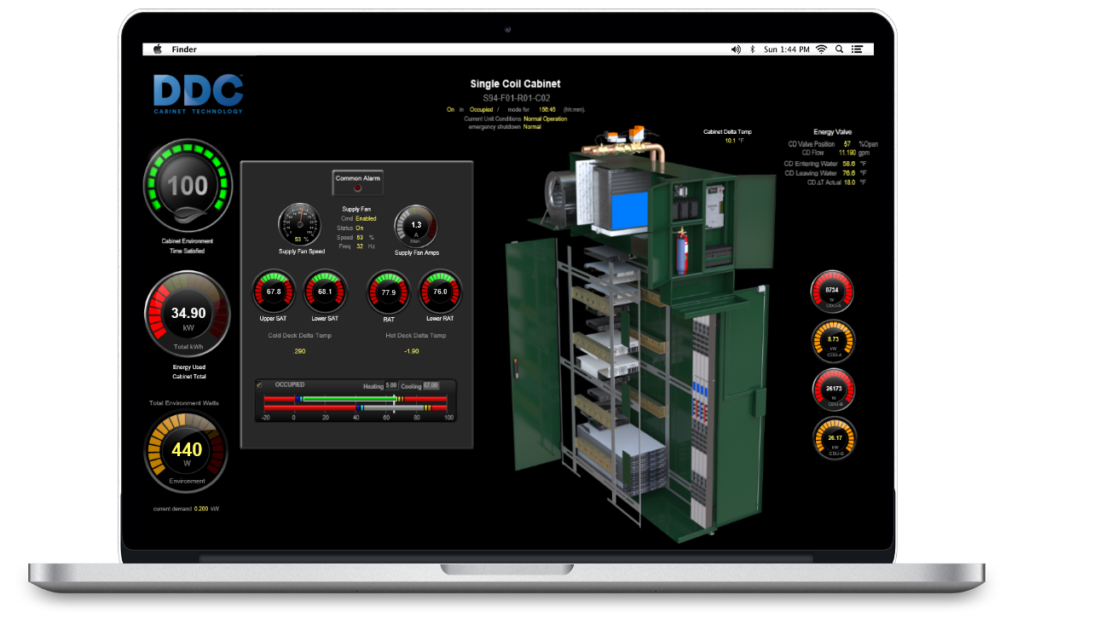 Finder
Sun 1:44 PM
DDC
CABINET TECHNOLOGY
Single Coil Cabinet
S94-F01-R01-C02
On in Occupied / mode for 186:46 (hh:mm).
Current Unit Conditions Normal Operation
emergency shutdown Normal
Cabinet Delta Temp
10.1 °F
Energy Valve
CD Valve Position 57 %Open
CD Flow 11.190 gpm
CD Entering Water 58.6 °F
CD Leaving Water 76.6 °F
CD ΔT Actual 18.0 °F
100
Cabinet Environment
Time Satisfied
Common Alarm
Supply Fan
Cmd Enabled
Status On
Speed 53 %
Freq 32 Hz
53 %
Supply Fan Speed
1.3
A
Supply Fan Amps
34.90
kW
Total kWh
Energy Used
Cabinet Total
67.8
Upper SAT
68.1
Lower SAT
77.9
RAT
76.0
Lower RAT
Cold Deck Delta Temp
.290
Hot Deck Delta Temp
-1.90
OCCUPIED
Heating 5.00 Cooling 67.00
-20 0 20 40 60 80 100
Total Environment Watts
440
W
Environment
current demand 0.200 kW
6734
W
CDU-A
8.73
kW
CDU-A
26173
W
CDU-B
26.17
kW